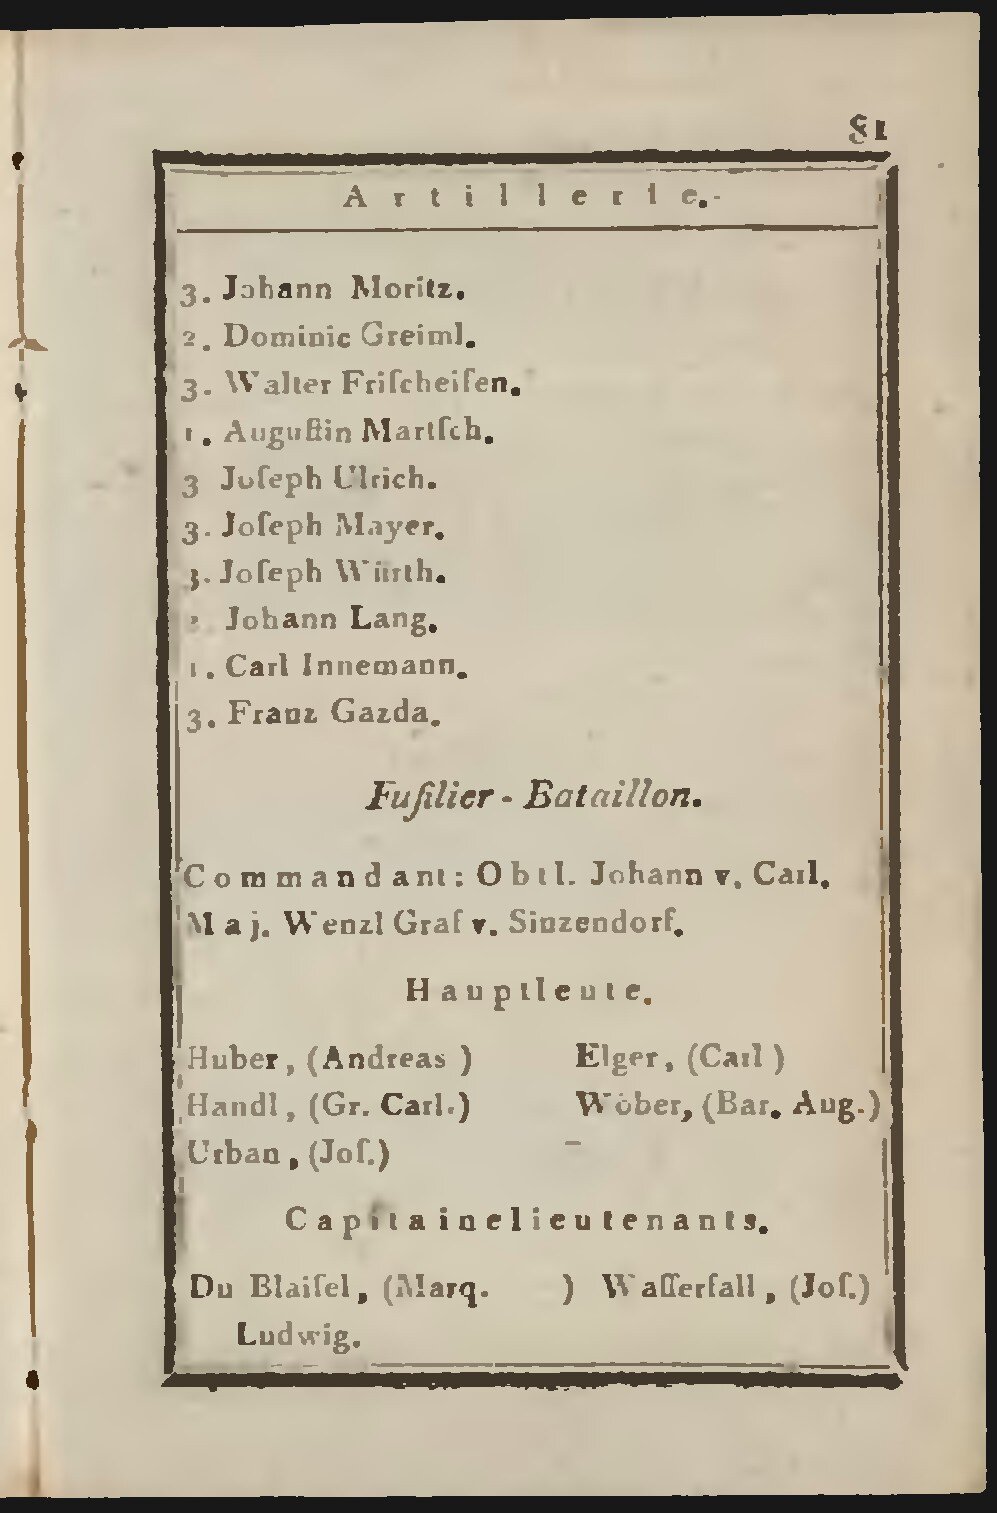 81
Artillerie.
3. Johann Moritz.
2. Dominic Greiml.
3. Walter Friſcheiſen.
1. Auguſtin Martſch.
3 Joſeph Ulrich.
3. Joſeph Mayer.
3. Joſeph Würth.
Johann Lang.
1. Carl Innemann.
3. Franz Gazda.
Fuſilier-Bataillon.
Commandant: Obtl. Johann v. Carl.
Maj. Wenzl Graf v. Sinzendorf.
Hauptleute.
Huber, (Andreas ) Elger, (Carl )
Handl, (Gr. Carl.) Wöber, (Bar. Aug.)
Urban, (Joſ.)
Capitainelieutenants.
Du Blaiſel, (Marq. ) Waſſerfall, (Joſ.)
Ludwig.